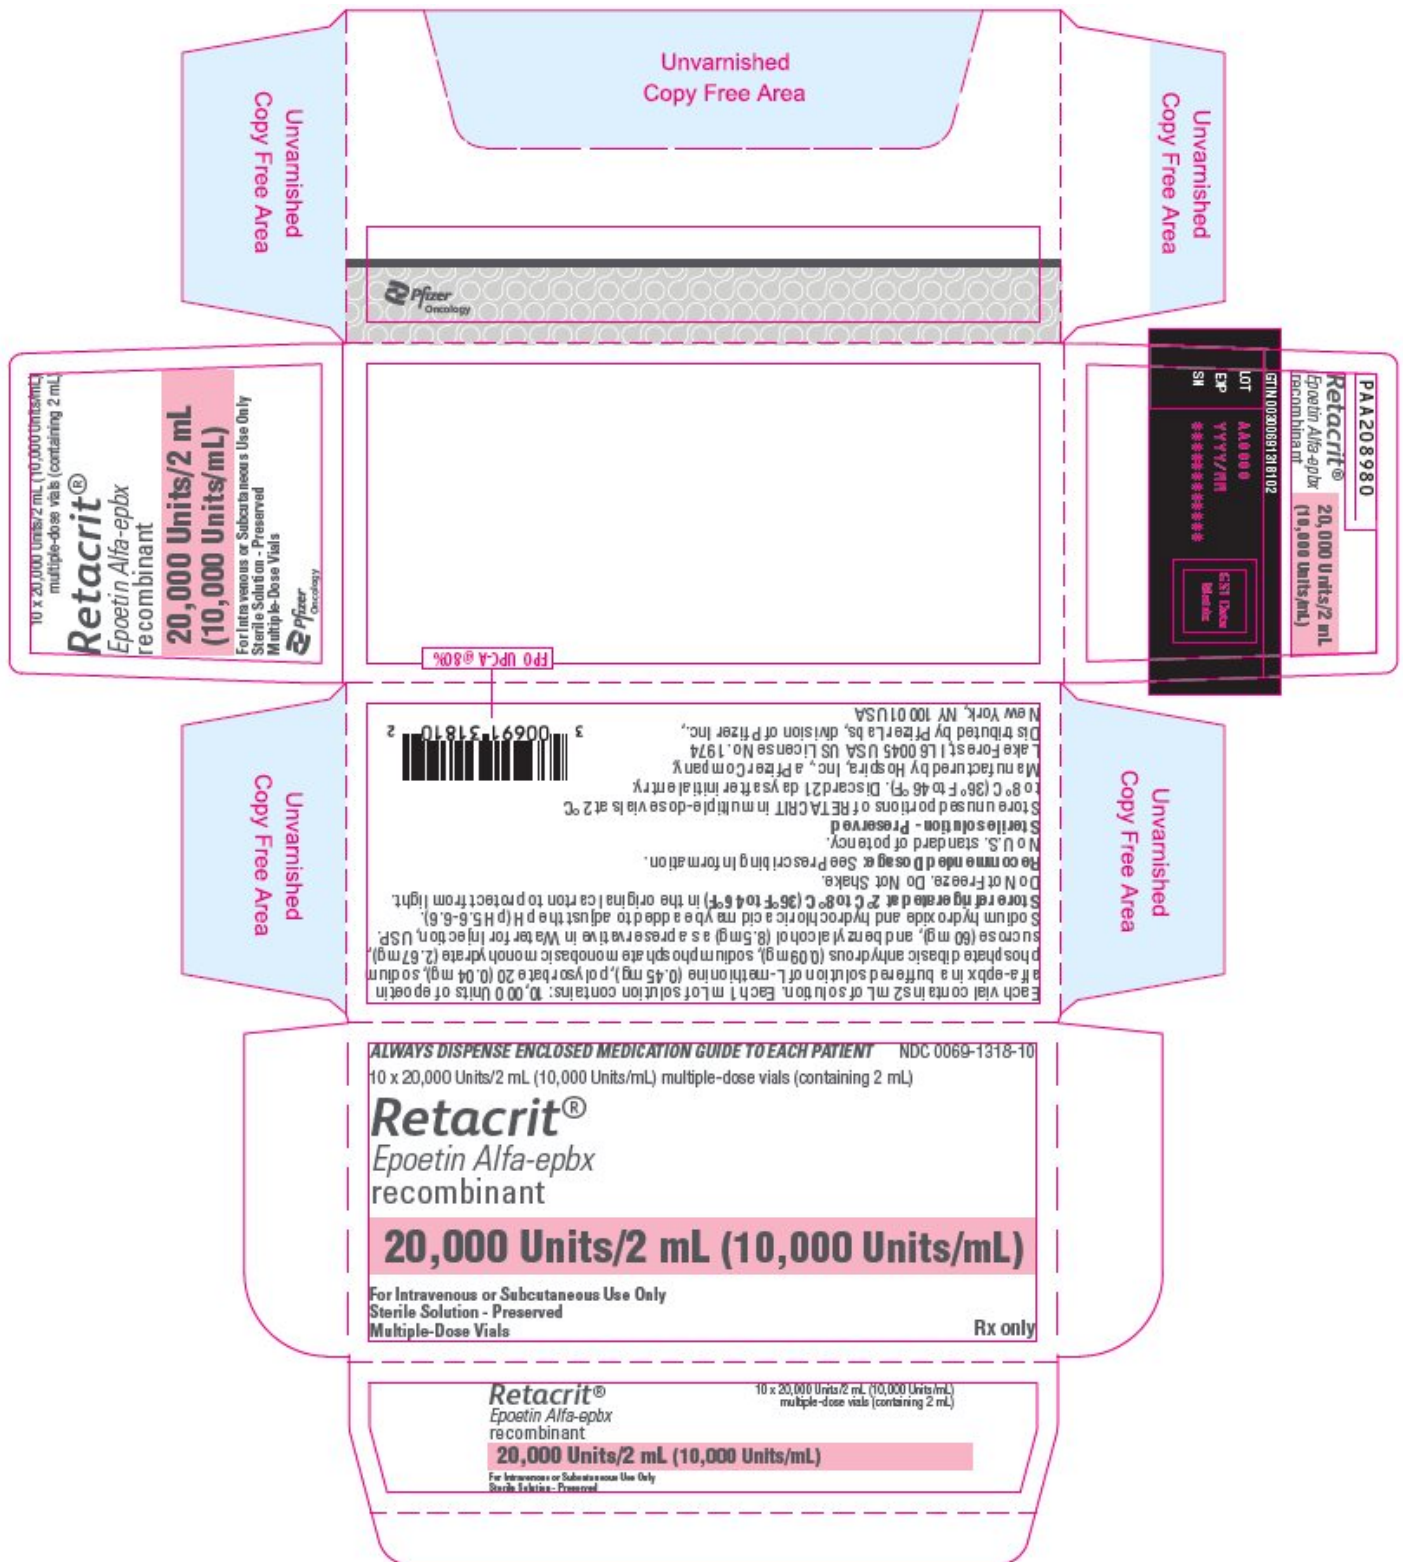 Unvarnished
Copy Free Area
Unvarnished
Copy Free Area
Unvarnished
Copy Free Area
Pfizer
Oncology
10 x 20,000 Units/2 mL (10,000 Units/mL)
multiple-dose vials (containing 2 mL)
Retacrit®
Epoetin Alfa-epbx
recombinant
20,000 Units/2 mL
(10,000 Units/mL)
For Intravenous or Subcutaneous Use Only
Sterile Solution - Preserved
Multiple-Dose Vials
Pfizer
Oncology
PAA208980
Retacrit®
Epoetin Alfa-epbx
recombinant
20,000 Units/2 mL
(10,000 Units/mL)
GTIN 00300691318102
LOT AA0000
EXP YYYY/MM
SN ************
GS1 Data
Matrix
FPO UPC-A @ 80%
3 00691 31810 2
Unvarnished
Copy Free Area
Unvarnished
Copy Free Area
Each vial contains 2 mL of solution. Each 1 mL of solution contains: 10,000 Units of epoetin
alfa-epbx in a buffered solution of L-methionine (0.45 mg), polysorbate 20 (0.04 mg), sodium
phosphate dibasic anhydrous (0.09 mg), sodium phosphate monobasic monohydrate (2.67 mg),
sucrose (60 mg), and benzyl alcohol (8.5 mg) as a preservative in Water for Injection, USP.
Sodium hydroxide and hydrochloric acid may be added to adjust the pH (pH 5.6-6.6).
Store refrigerated at 2°C to 8°C (36°F to 46°F) in the original carton to protect from light.
Do Not Freeze. Do Not Shake.
Recommended Dosage: See Prescribing Information.
No U.S. standard of potency.
Sterile solution - Preserved
Store unused portions of RETACRIT in multiple-dose vials at 2°C
to 8°C (36°F to 46°F). Discard 21 days after initial entry.
Manufactured by Hospira, Inc., a Pfizer Company
Lake Forest, IL 60045 USA US License No. 1974
Distributed by Pfizer Labs, division of Pfizer Inc.,
New York, NY 10001 USA
ALWAYS DISPENSE ENCLOSED MEDICATION GUIDE TO EACH PATIENT NDC 0069-1318-10
10 x 20,000 Units/2 mL (10,000 Units/mL) multiple-dose vials (containing 2 mL)
Retacrit®
Epoetin Alfa-epbx
recombinant
20,000 Units/2 mL (10,000 Units/mL)
For Intravenous or Subcutaneous Use Only
Sterile Solution - Preserved
Multiple-Dose Vials
Rx only
Retacrit®
Epoetin Alfa-epbx
recombinant
10 x 20,000 Units/2 mL (10,000 Units/mL)
multiple-dose vials (containing 2 mL)
20,000 Units/2 mL (10,000 Units/mL)
For Intravenous or Subcutaneous Use Only
Sterile Solution - Preserved